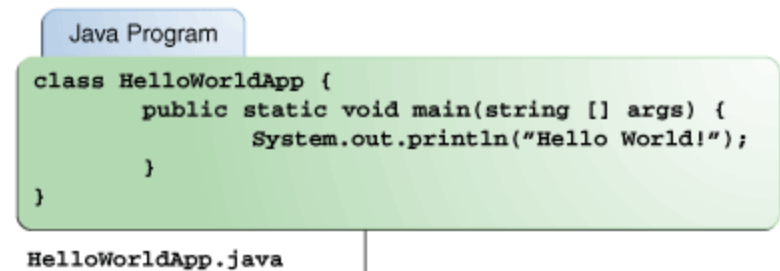 Java Program
class HelloWorldApp {
public static void main(string [] args) {
System.out.println(”Hello World!”);
}
}
HelloWorldApp.java